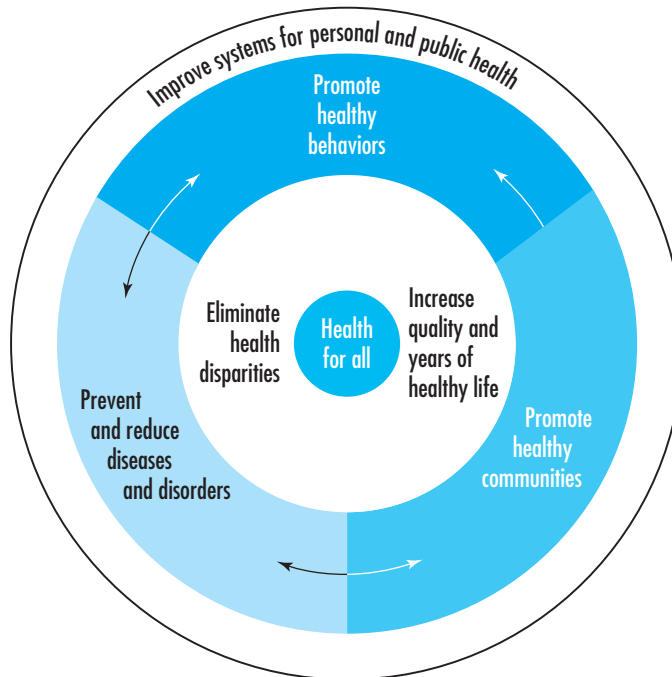 Improve systems for personal and public health
Promote
healthy
behaviors
Eliminate
health
disparities
Health
for all
Increase
quality and
years of
healthy life
Prevent
and reduce
diseases
and disorders
Promote
healthy
communities